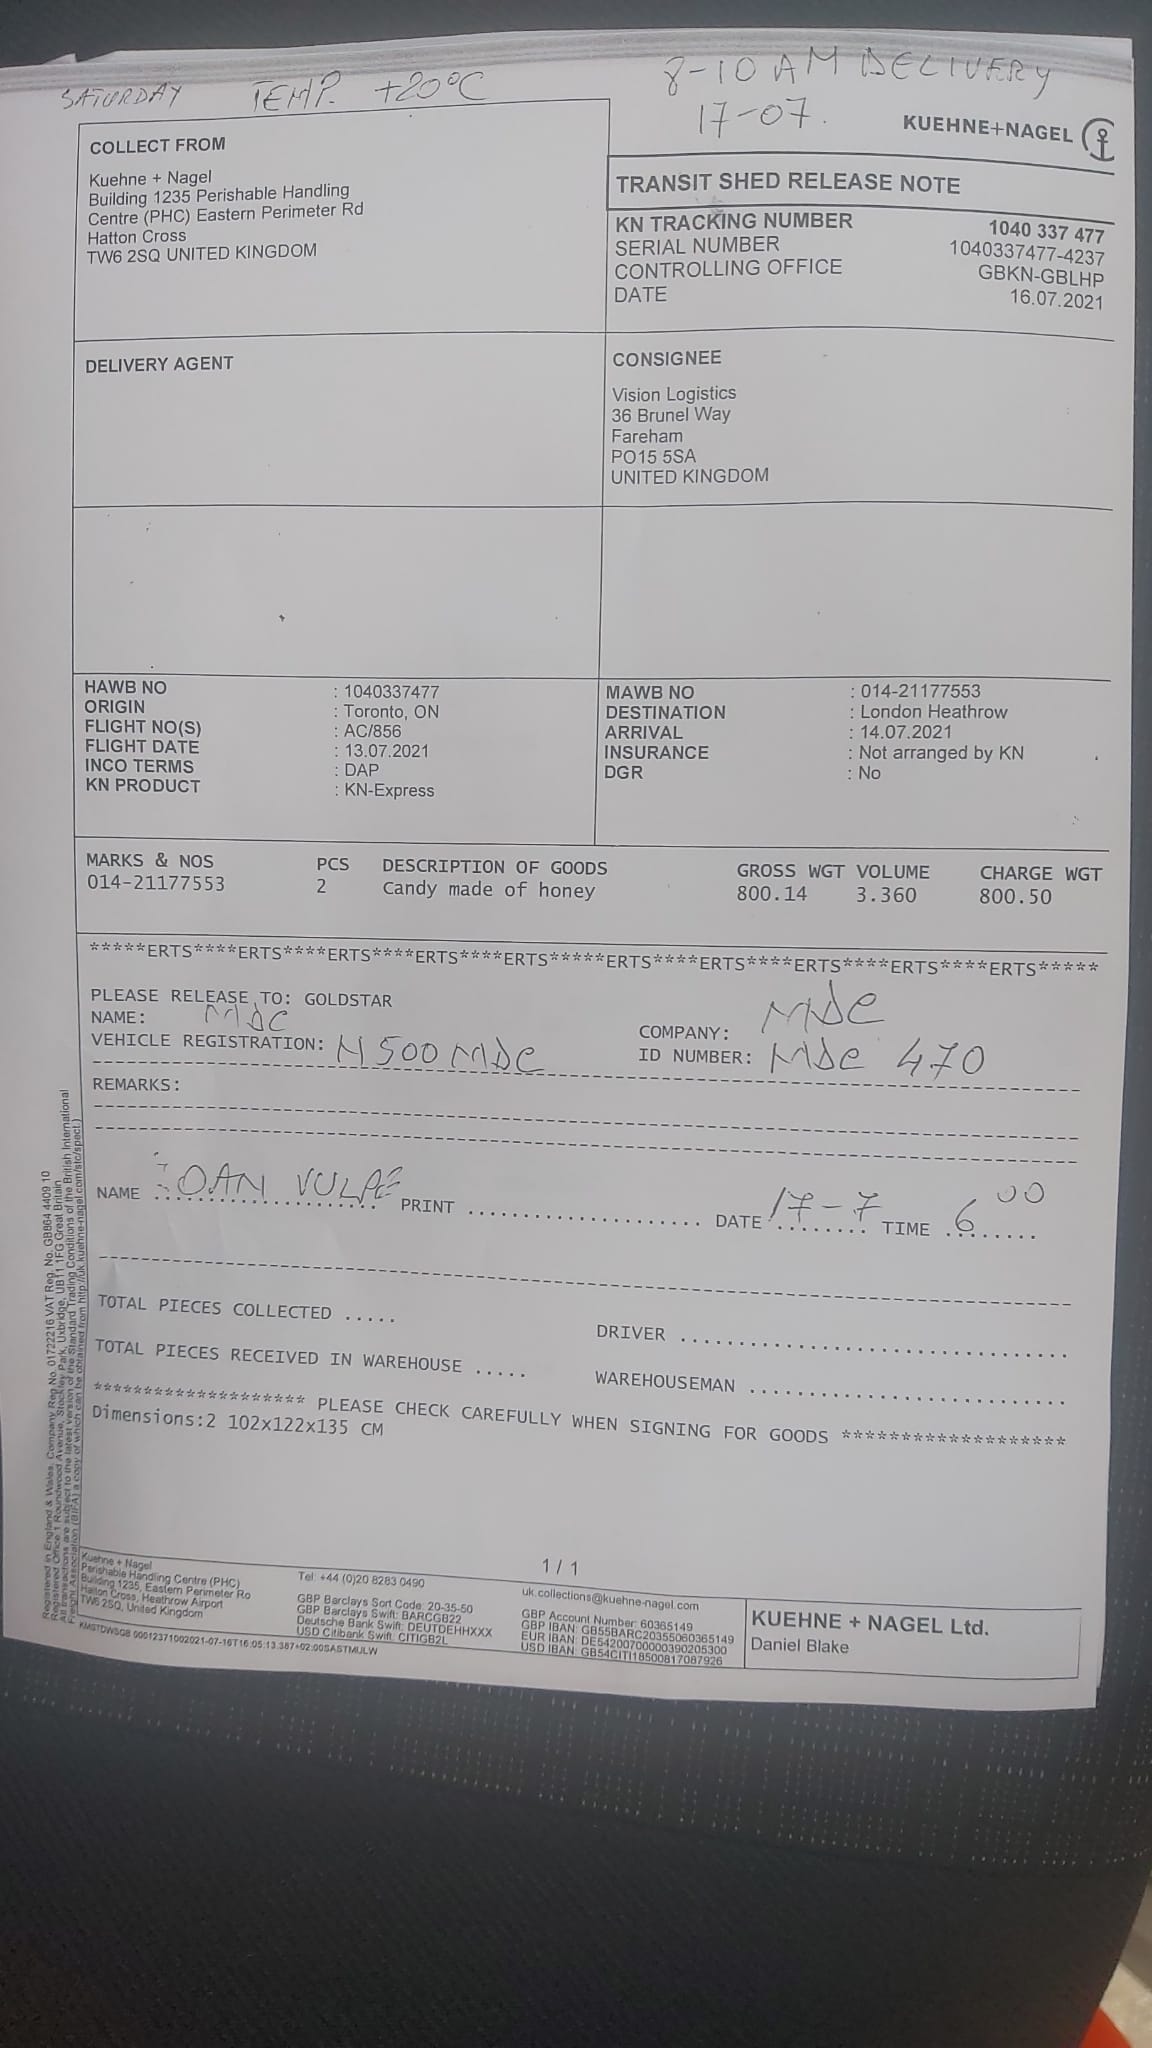 SATURDAY TEMP. +20°C
8-10 AM DELIVERY
17-07.
KUEHNE+NAGEL
COLLECT FROM
Kuehne + Nagel
Building 1235 Perishable Handling
Centre (PHC) Eastern Perimeter Rd
Hatton Cross
TW6 2SQ UNITED KINGDOM
TRANSIT SHED RELEASE NOTE
KN TRACKING NUMBER 1040 337 477
SERIAL NUMBER 1040337477-4237
CONTROLLING OFFICE GBKN-GBLHP
DATE 16.07.2021
DELIVERY AGENT
CONSIGNEE
Vision Logistics
36 Brunel Way
Fareham
PO15 5SA
UNITED KINGDOM
HAWB NO : 1040337477
ORIGIN : Toronto, ON
FLIGHT NO(S) : AC/856
FLIGHT DATE : 13.07.2021
INCO TERMS : DAP
KN PRODUCT : KN-Express
MAWB NO : 014-21177553
DESTINATION : London Heathrow
ARRIVAL : 14.07.2021
INSURANCE : Not arranged by KN
DGR : No
MARKS & NOS PCS DESCRIPTION OF GOODS GROSS WGT VOLUME CHARGE WGT
014-21177553 2 Candy made of honey 800.14 3.360 800.50
*****ERTS****ERTS****ERTS****ERTS****ERTS*****ERTS****ERTS****ERTS****ERTS****ERTS*****
PLEASE RELEASE TO: GOLDSTAR
NAME: MDC COMPANY: MDC
VEHICLE REGISTRATION: N500MDC ID NUMBER: MDC 470
REMARKS:
NAME IOAN VULPE PRINT ....................... DATE 17-7 TIME 6 00
TOTAL PIECES COLLECTED ..... DRIVER ................................
TOTAL PIECES RECEIVED IN WAREHOUSE ..... WAREHOUSEMAN ..........................
********************* PLEASE CHECK CAREFULLY WHEN SIGNING FOR GOODS *******************
Dimensions:2 102x122x135 CM
1 / 1
Kuehne + Nagel
Perishable Handling Centre (PHC)
Building 1235, Eastern Perimeter Ro
Hatton Cross, Heathrow Airport
TW6 2SQ, United Kingdom
Tel: +44 (0)20 8283 0490
GBP Barclays Sort Code: 20-35-50
GBP Barclays Swift: BARCGB22
Deutsche Bank Swift: DEUTDEHHXXX
USD Citibank Swift: CITIGB2L
uk.collections@kuehne-nagel.com
GBP Account Number: 60365149
GBP IBAN: GB55BARC20355060365149
EUR IBAN: DE54200700000390205300
USD IBAN: GB54CITI18500817087926
KUEHNE + NAGEL Ltd.
Daniel Blake
KMSTDWSGB 00012371002021-07-16T16:05:13.387+02:00SASTMULW
Registered in England & Wales, Company Reg No. 01722216 VAT Reg. No. GB864 4409 10
Registered Office:1 Roundwood Avenue, Stockley Park, Uxbridge, UB11 1FG Great Britain
All transactions are subject to the latest version of the Standard Trading Conditions of the British International
Freight Association (BIFA) a copy of which can be obtained from http://uk.kuehne-nagel.com/stc/spect.)